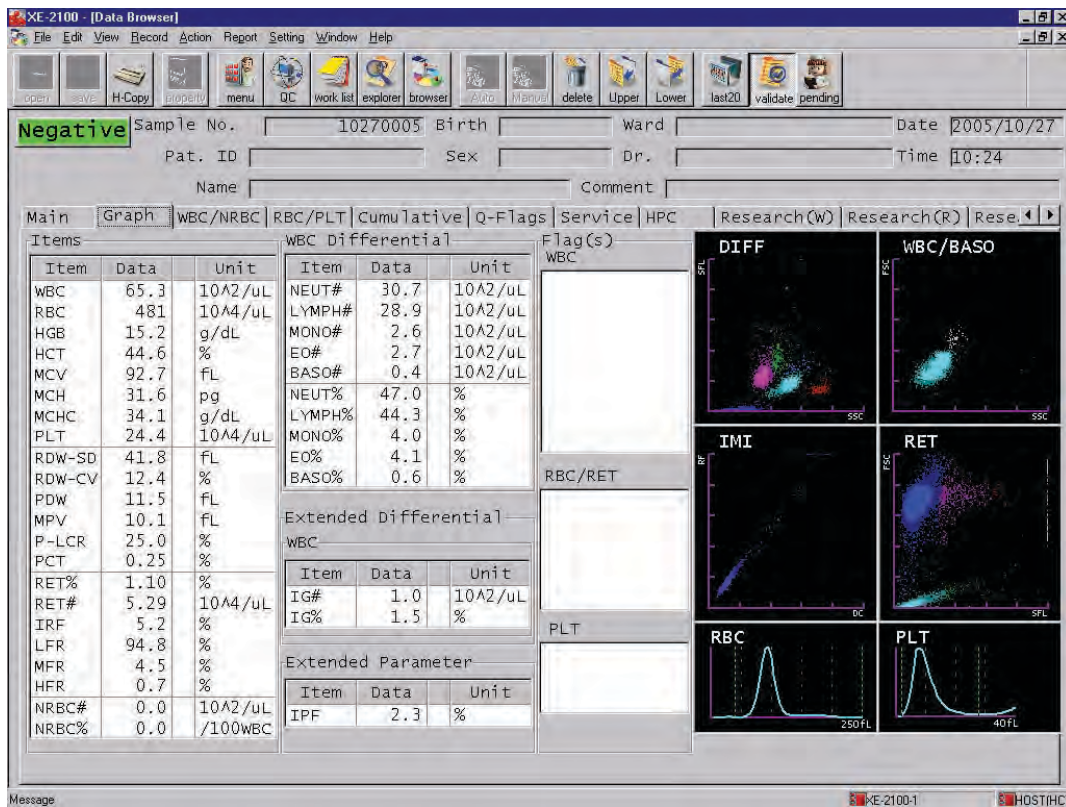 XE-2100 - [Data Browser]
File Edit View Record Action Report Setting Window Help
open save H-Copy property menu QC work list explorer browser Auto Manual delete Upper Lower last20 validate pending
Negative Sample No. 10270005 Birth Ward Date 2005/10/27
Pat. ID Sex Dr. Time 10:24
Name Comment
Main Graph WBC/NRBC RBC/PLT Cumulative Q-Flags Service HPC Research(W) Research(R) Rese.
Items
Item Data Unit
WBC 65.3 10^2/uL
RBC 481 10^4/uL
HGB 15.2 g/dL
HCT 44.6 %
MCV 92.7 fL
MCH 31.6 pg
MCHC 34.1 g/dL
PLT 24.4 10^4/uL
RDW-SD 41.8 fL
RDW-CV 12.4 %
PDW 11.5 fL
MPV 10.1 fL
P-LCR 25.0 %
PCT 0.25 %
RET% 1.10 %
RET# 5.29 10^4/uL
IRF 5.2 %
LFR 94.8 %
MFR 4.5 %
HFR 0.7 %
NRBC# 0.0 10^2/uL
NRBC% 0.0 /100WBC
WBC Differential
Item Data Unit
NEUT# 30.7 10^2/uL
LYMPH# 28.9 10^2/uL
MONO# 2.6 10^2/uL
EO# 2.7 10^2/uL
BASO# 0.4 10^2/uL
NEUT% 47.0 %
LYMPH% 44.3 %
MONO% 4.0 %
EO% 4.1 %
BASO% 0.6 %
Extended Differential
WBC
Item Data Unit
IG# 1.0 10^2/uL
IG% 1.5 %
Extended Parameter
Item Data Unit
IPF 2.3 %
Flag(s)
WBC
RBC/RET
PLT
DIFF
SFL
SSC
WBC/BASO
FSC
SSC
IMI
RF
DC
RET
FSC
SFL
RBC
250fL
PLT
40fL
Message XE-2100-1 HOST(HC